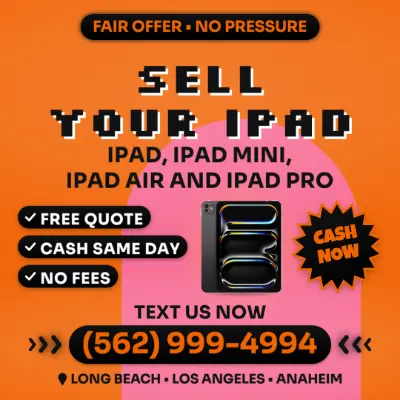 FAIR OFFER • NO PRESSURE
SELL
YOUR IPAD
IPAD, IPAD MINI,
IPAD AIR AND IPAD PRO
✓ FREE QUOTE
✓ CASH SAME DAY
✓ NO FEES
CASH
NOW
TEXT US NOW
(562) 999-4994
LONG BEACH • LOS ANGELES • ANAHEIM